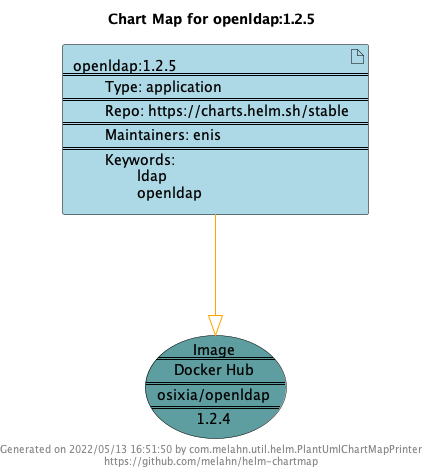 Chart Map for openldap:1.2.5
openldap:1.2.5
Type: application
Repo: https://charts.helm.sh/stable
Maintainers: enis
Keywords:
ldap
openldap
Image
Docker Hub
osixia/openldap
1.2.4
Generated on 2022/05/13 16:51:50 by com.melahn.util.helm.PlantUmlChartMapPrinter
https://github.com/melahn/helm-chartmap